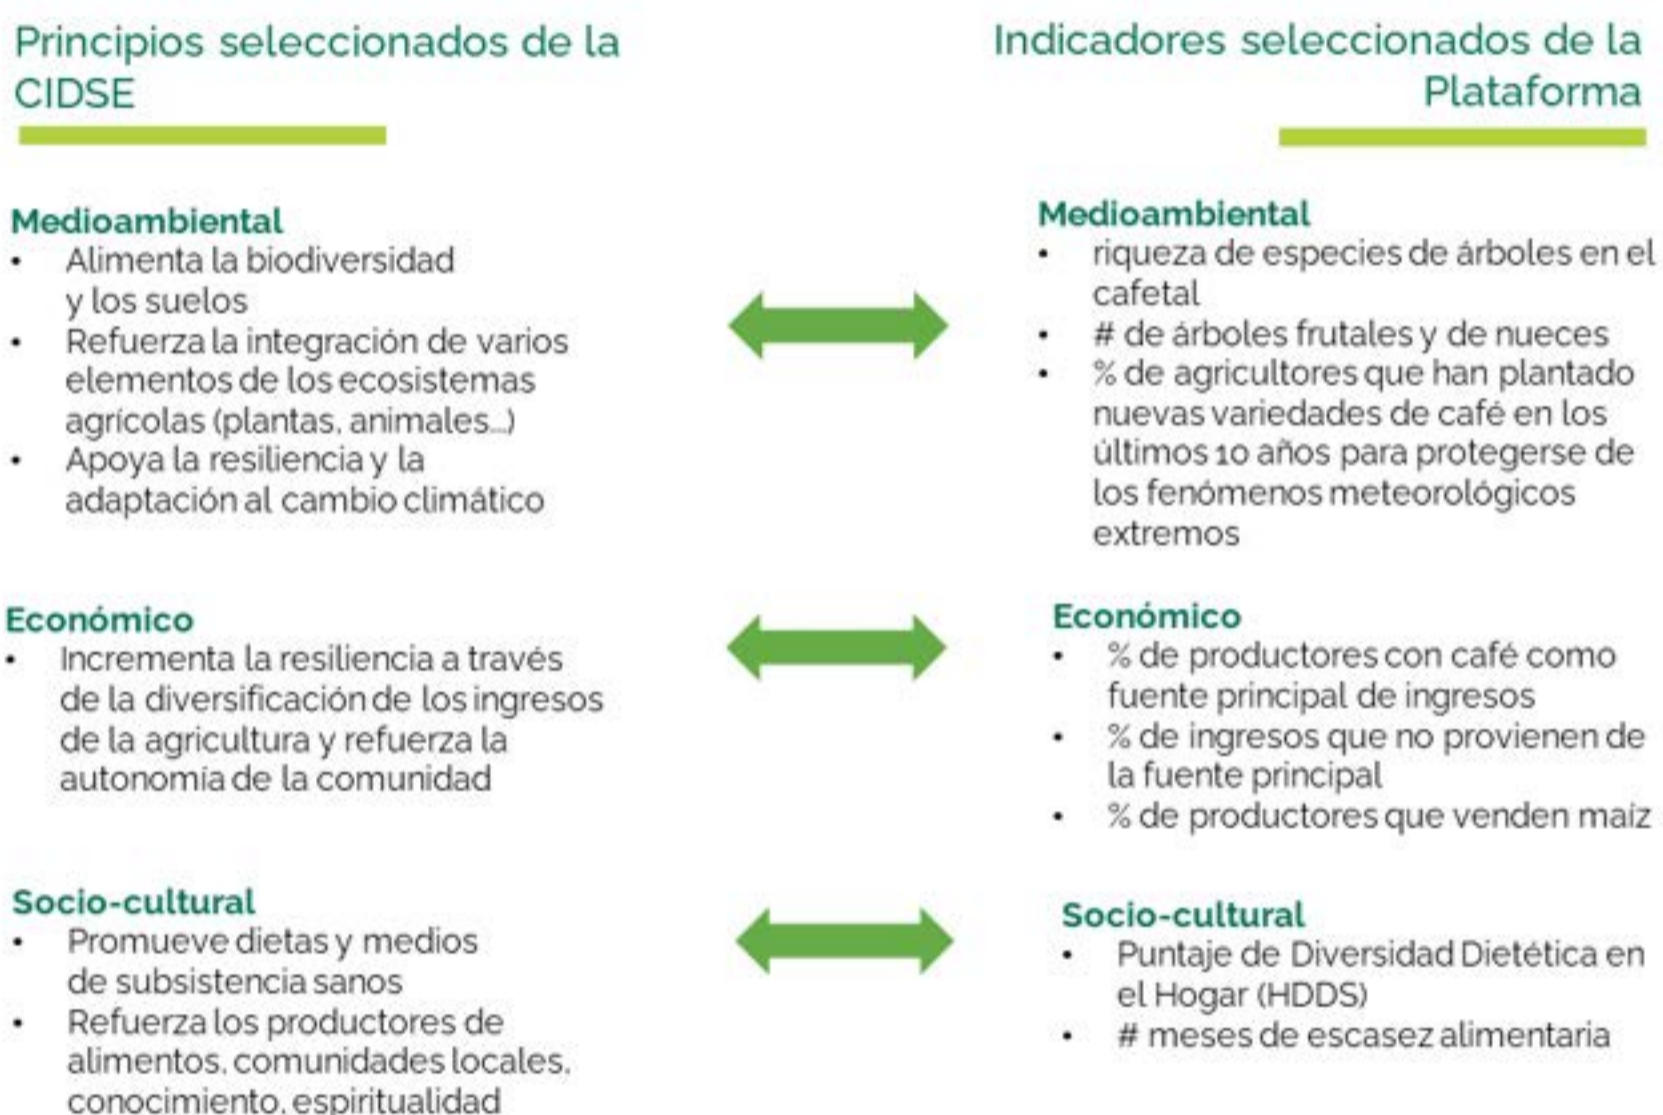 Principios seleccionados de la
CIDSE
Indicadores seleccionados de la
Plataforma
Medioambiental
• Alimenta la biodiversidad
y los suelos
• Refuerza la integración de varios
elementos de los ecosistemas
agrícolas (plantas, animales...)
• Apoya la resiliencia y la
adaptación al cambio climático
Medioambiental
• riqueza de especies de árboles en el
cafetal
• # de árboles frutales y de nueces
• % de agricultores que han plantado
nuevas variedades de café en los
últimos 10 años para protegerse de
los fenómenos meteorológicos
extremos
Económico
• Incrementa la resiliencia a través
de la diversificación de los ingresos
de la agricultura y refuerza la
autonomía de la comunidad
Económico
• % de productores con café como
fuente principal de ingresos
• % de ingresos que no provienen de
la fuente principal
• % de productores que venden maíz
Socio-cultural
• Promueve dietas y medios
de subsistencia sanos
• Refuerza los productores de
alimentos, comunidades locales,
conocimiento, espiritualidad
Socio-cultural
• Puntaje de Diversidad Dietética en
el Hogar (HDDS)
• # meses de escasez alimentaria